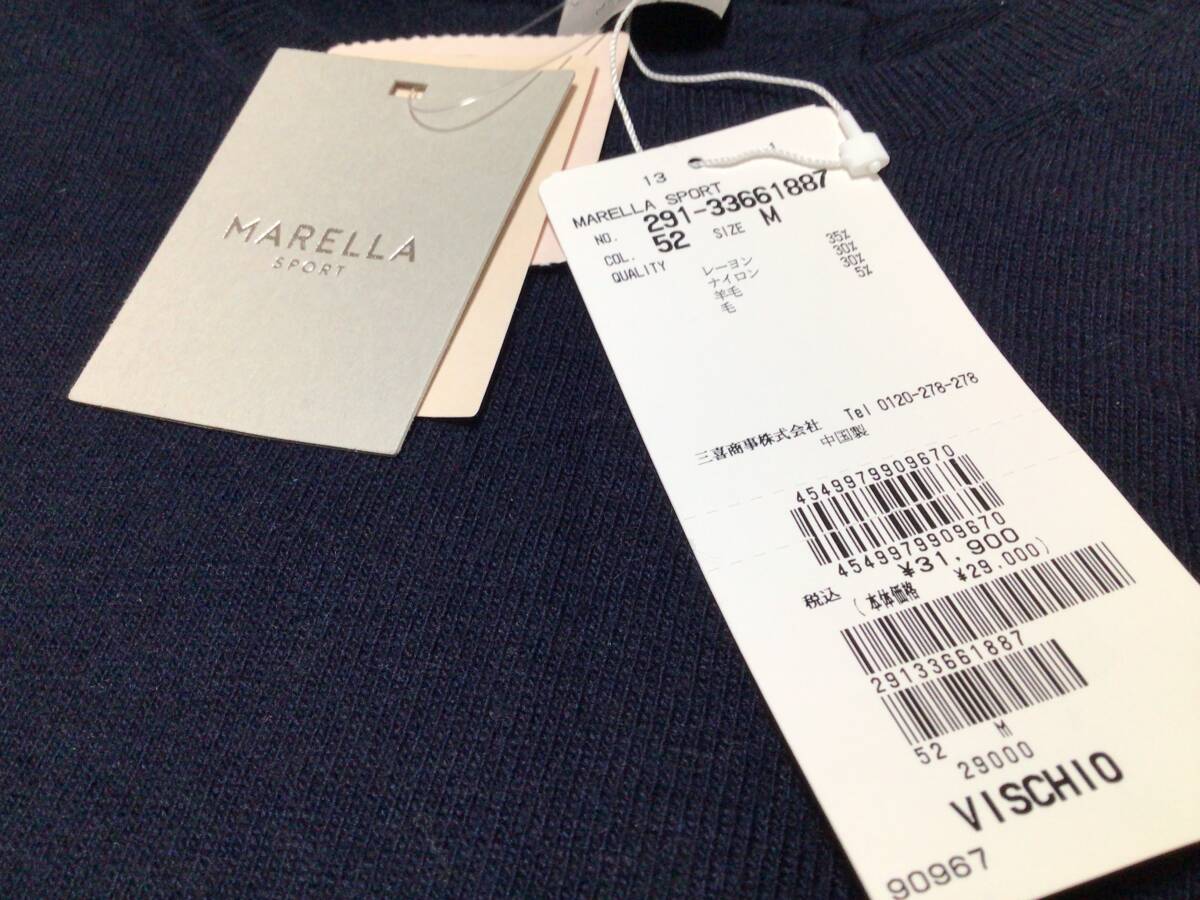 MARELLA
SPORT
13 1
MARELLA SPORT
NO. 291-33661887
COL. 52 SIZE M
QUALITY
レーヨン 35%
ナイロン 30%
羊毛 30%
毛 5%
三喜商事株式会社 Tel 0120-278-278
中国製
4549979909670
4549979909670
¥31,900
税込 (本体価格 ¥29.000)
29133661887
52 M
29000
VISCHIO
90967